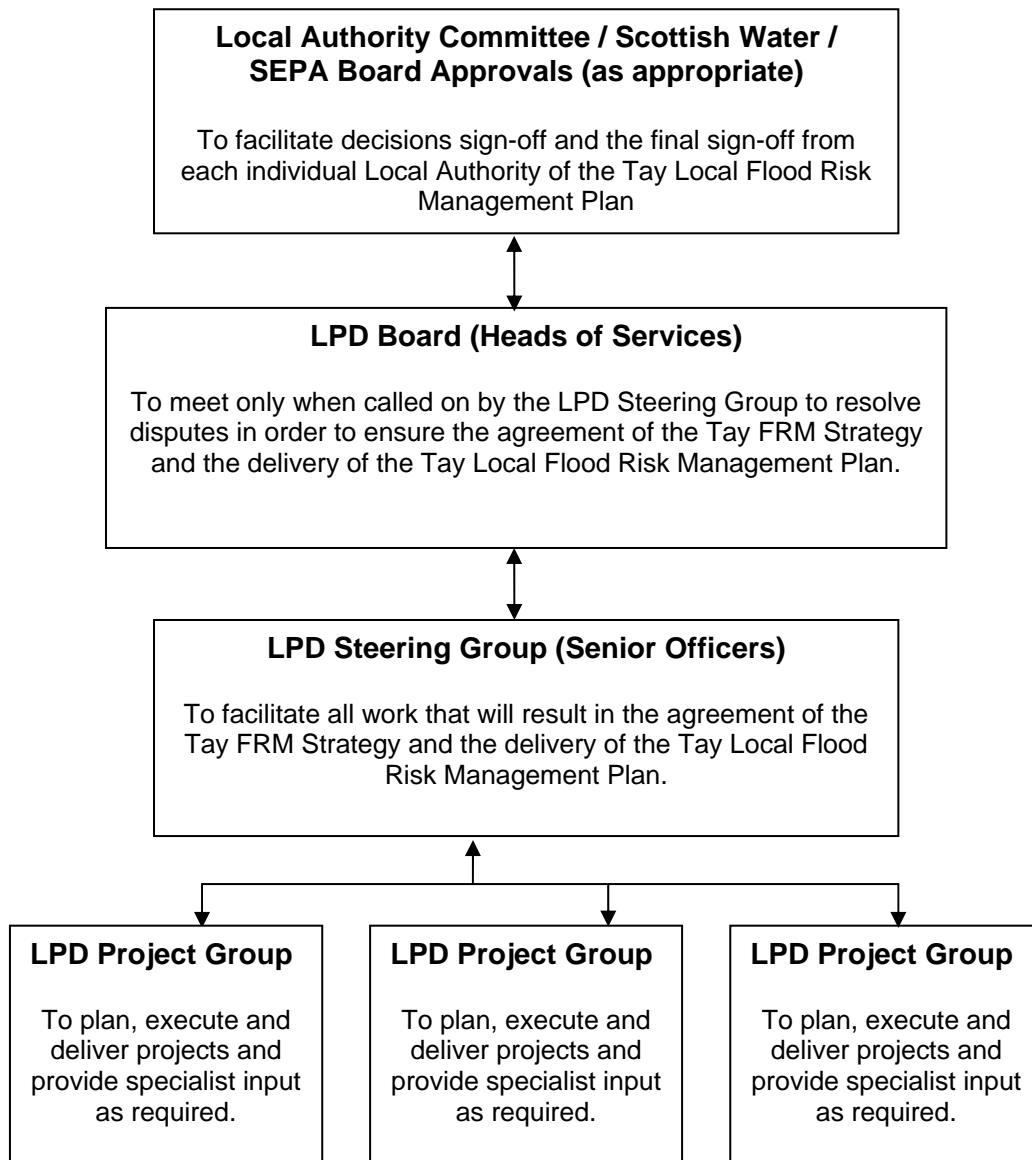 Local Authority Committee / Scottish Water /
SEPA Board Approvals (as appropriate)
To facilitate decisions sign-off and the final sign-off from
each individual Local Authority of the Tay Local Flood Risk
Management Plan
LPD Board (Heads of Services)
To meet only when called on by the LPD Steering Group to resolve
disputes in order to ensure the agreement of the Tay FRM Strategy
and the delivery of the Tay Local Flood Risk Management Plan.
LPD Steering Group (Senior Officers)
To facilitate all work that will result in the agreement of the
Tay FRM Strategy and the delivery of the Tay Local Flood
Risk Management Plan.
LPD Project Group
To plan, execute and
deliver projects and
provide specialist input
as required.
LPD Project Group
To plan, execute and
deliver projects and
provide specialist input
as required.
LPD Project Group
To plan, execute and
deliver projects and
provide specialist input
as required.